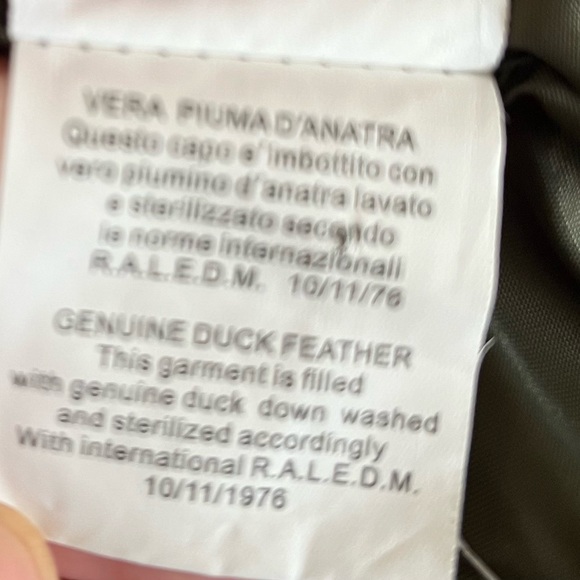 VERA PIUMA D'ANATRA
Questo capo e' imbottito con
vero piumino d'anatra lavato
e sterilizzato secondo
le norme internazionali
R.A.L.E.D.M. 10/11/76
GENUINE DUCK FEATHER
This garment is filled
with genuine duck down washed
and sterilized accordingly
With international R.A.L.E.D.M.
10/11/1976